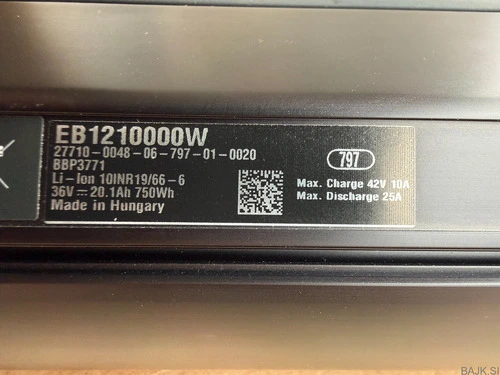 EB1210000W
27710-0048-06-797-01-0020
BBP3771
Li-Ion 10INR19/66-6
36V⎓20.1Ah 750Wh
Made in Hungary
797
Max. Charge 42V 10A
Max. Discharge 25A
BAJK.SI